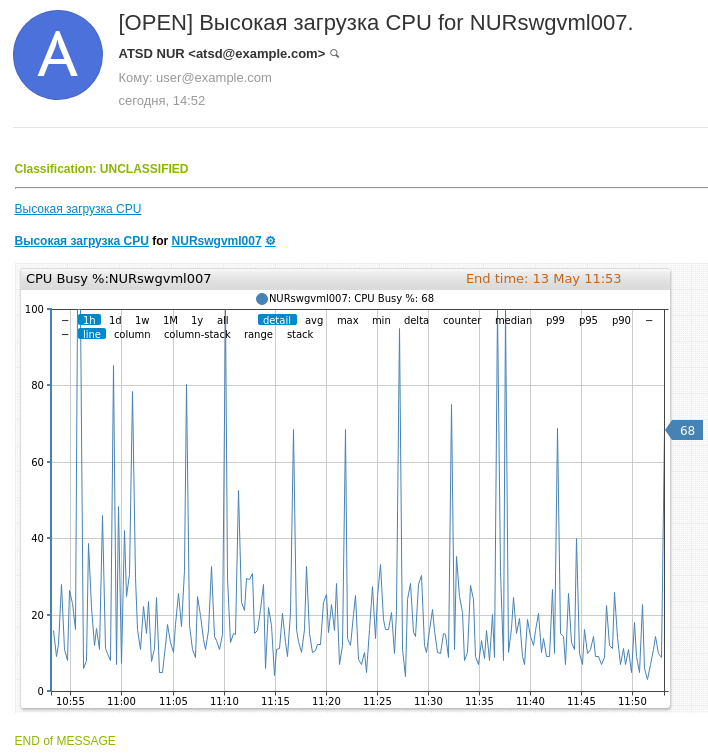 A
[OPEN] Высокая загрузка CPU for NURswgvml007.
ATSD NUR <atsd@example.com>
Кому: user@example.com
сегодня, 14:52
Classification: UNCLASSIFIED
Высокая загрузка CPU
Высокая загрузка CPU for NURswgvml007 ⚙
CPU Busy %:NURswgvml007 End time: 13 May 11:53
NURswgvml007: CPU Busy %: 68
100
– 1h 1d 1w 1M 1y all detail avg max min delta counter median p99 p95 p90 –
– line column column-stack range stack
80
68
60
40
20
0
10:55 11:00 11:05 11:10 11:15 11:20 11:25 11:30 11:35 11:40 11:45 11:50
END of MESSAGE